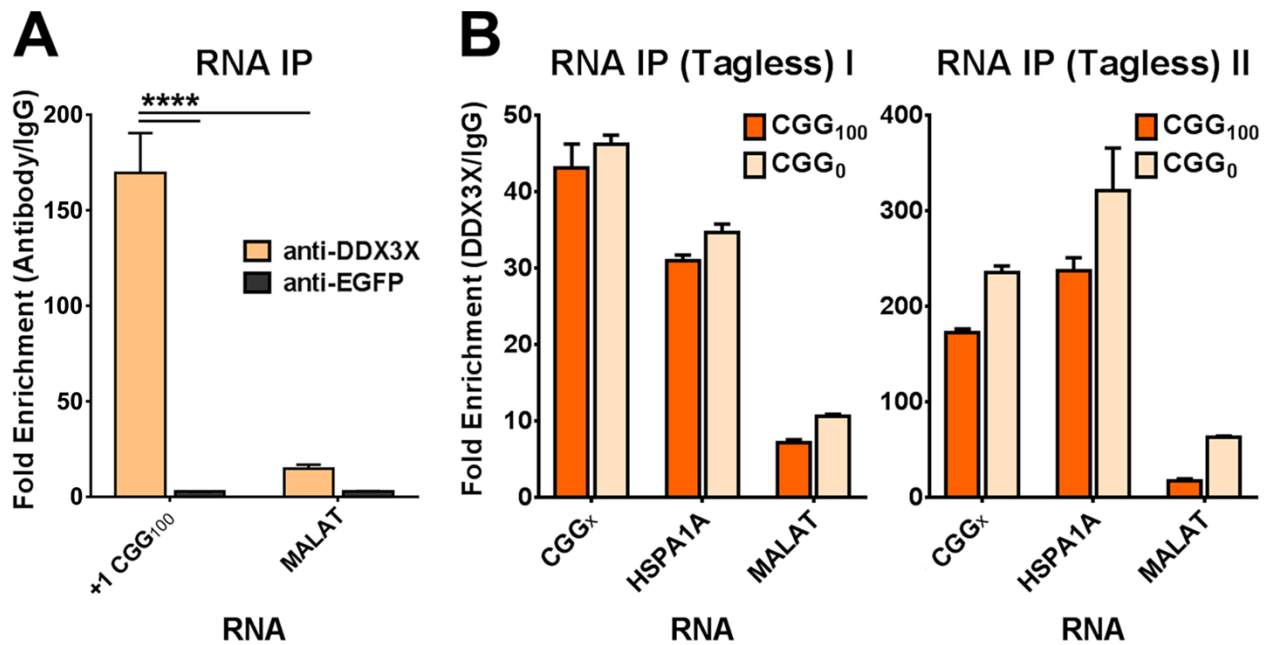 A
RNA IP
Fold Enrichment (Antibody/IgG)
200
150
100
50
0
****
anti-DDX3X
anti-EGFP
+1 CGG₁₀₀
MALAT
RNA
B
RNA IP (Tagless) I
Fold Enrichment (DDX3X/IgG)
50
40
30
20
10
0
CGG₁₀₀
CGG₀
CGGₓ
HSPA1A
MALAT
RNA
RNA IP (Tagless) II
400
300
200
100
0
CGG₁₀₀
CGG₀
CGGₓ
HSPA1A
MALAT
RNA